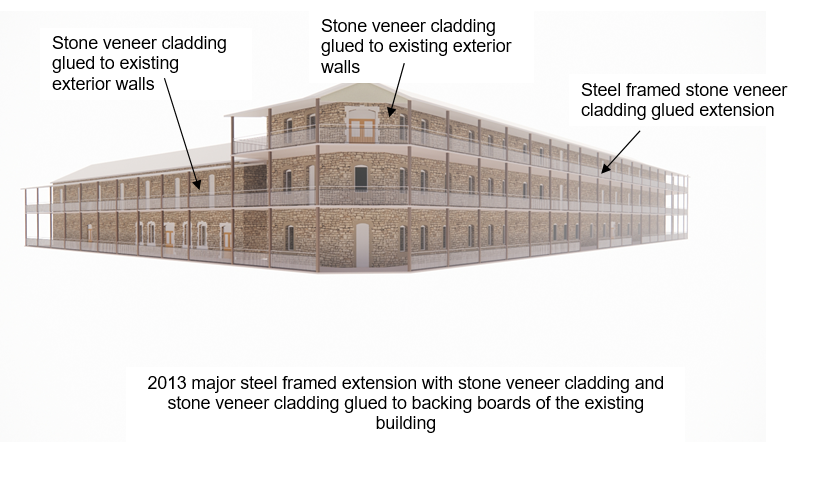 Stone veneer cladding
glued to existing
exterior walls
Stone veneer cladding
glued to existing exterior
walls
Steel framed stone veneer
cladding glued extension
2013 major steel framed extension with stone veneer cladding and
stone veneer cladding glued to backing boards of the existing
building